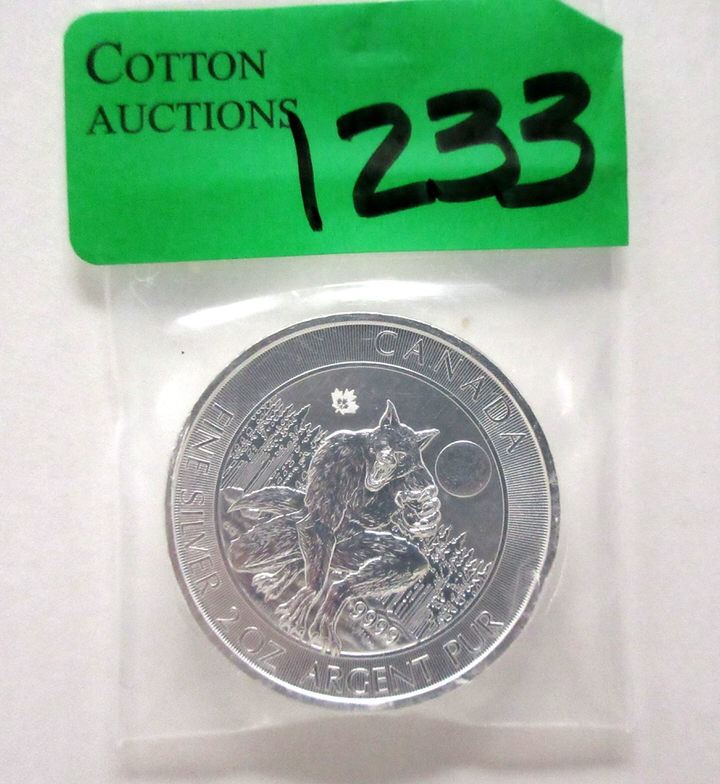 COTTON
AUCTIONS
1233
CANADA
FINE SILVER 2 OZ ARGENT PUR
9999